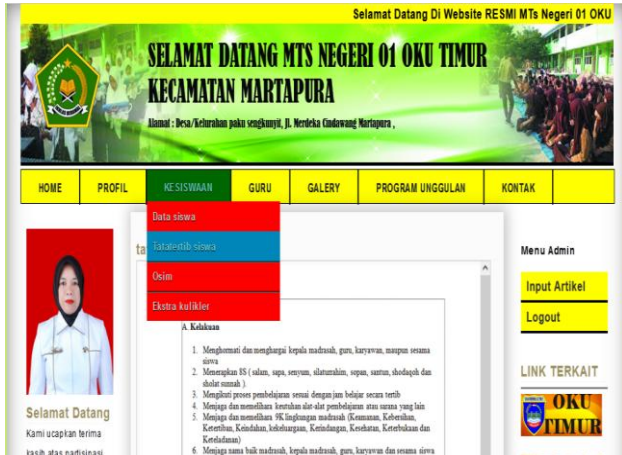 Selamat Datang Di Website RESMI MTs Negeri 01 OKU
SELAMAT DATANG MTS NEGERI 01 OKU TIMUR
KECAMATAN MARTAPURA
Alamat : Desa/Kelurahan paku sengkunyit, Jl. Merdeka Cindawang Martapura ,
HOME PROFIL KESISWAAN GURU GALERY PROGRAM UNGGULAN KONTAK
Data siswa
Tatatertib siswa
Osim
Ekstra kulikler
ta
A. Kelakuan
1. Menghormati dan menghargai kepala madrasah, guru, karyawan, maupun sesama
siswa
2. Menerapkan 8S ( salam, sapa, senyum, silaturrahim, sopan, santun, shodaqoh dan
sholat sunnah ).
3. Mengikuti proses pembelajaran sesuai dengan jam belajar secara tertib
4. Menjaga dan memelihara keutuhan alat-alat pembelajaran atau sarana yang lain
5. Menjaga dan memelihara 9K lingkungan madrasah (Keamanan, Kebersihan,
Ketertiban, Keindahan, kekeluargaan, Kerindangan, Kesehatan, Keterbukaan dan
Keteladanan)
6. Menjaga nama baik madrasah, kepala madrasah, guru, karyawan dan sesama siswa
Selamat Datang
Kami ucapkan terima
kasih atas partisipasi
Menu Admin
Input Artikel
Logout
LINK TERKAIT
OKU
TIMUR